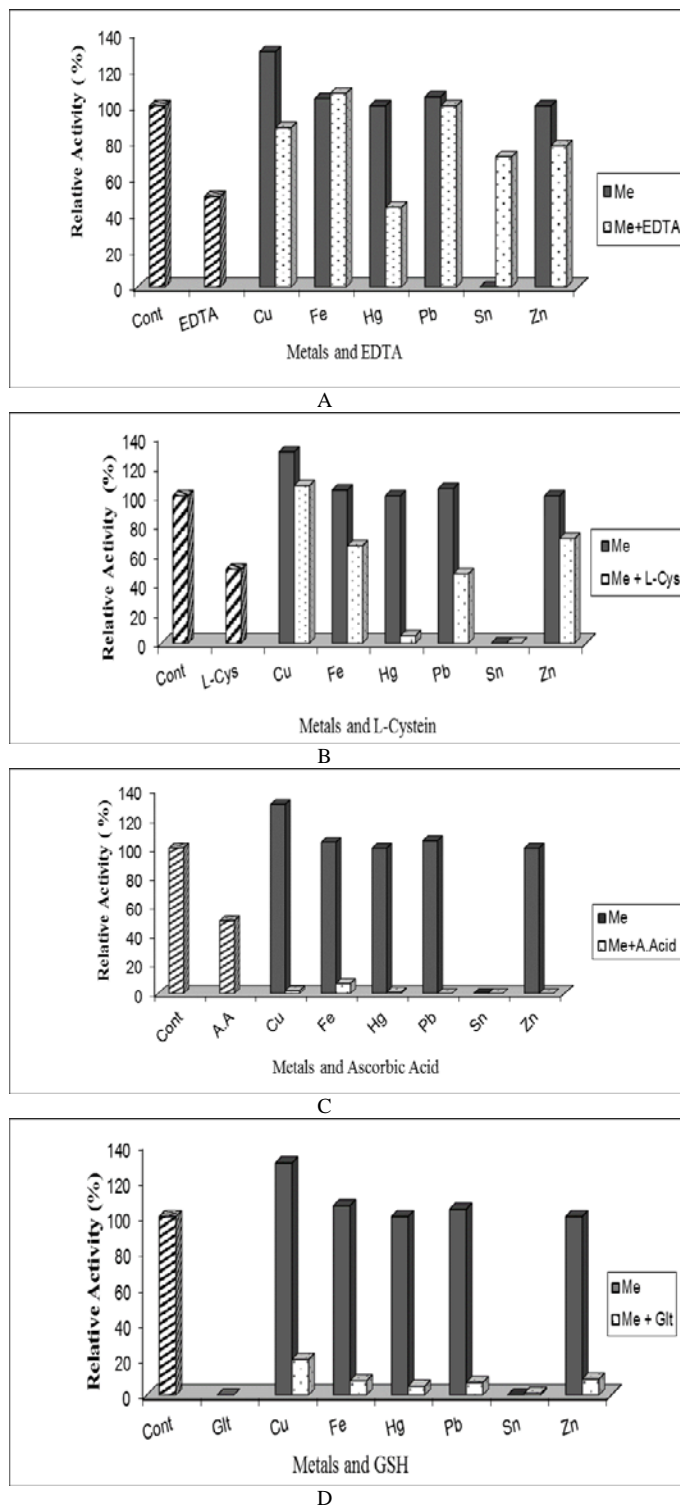 140
120
100
80
60
40
20
0
Relative Activity (%)
Cont EDTA Cu Fe Hg Pb Sn Zn
Metals and EDTA
Me
Me+EDTA
A
140
120
100
80
60
40
20
0
Relative Activity (%)
Cont L-Cys Cu Fe Hg Pb Sn Zn
Metals and L-Cystein
Me
Me + L-Cys
B
140
120
100
80
60
40
20
0
Relative Activity (%)
Cont A.A Cu Fe Hg Pb Sn Zn
Metals and Ascorbic Acid
Me
Me+A.Acid
C
140
120
100
80
60
40
20
0
Relative Activity (%)
Cont Glt Cu Fe Hg Pb Sn Zn
Metals and GSH
Me
Me + Glt
D